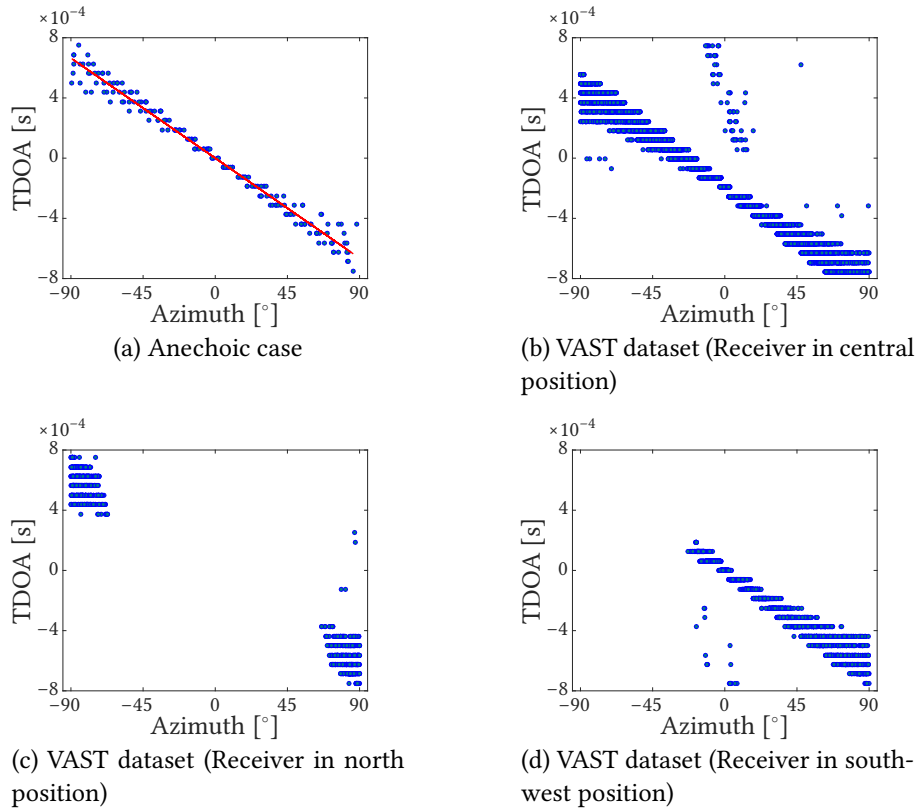 ×10−4
8
4
0
−4
−8
−90
−45
0
45
90
TDOA [s]
Azimuth [°]
(a) Anechoic case
×10−4
8
4
0
−4
−8
−90
−45
0
45
90
TDOA [s]
Azimuth [°]
(b) VAST dataset (Receiver in central
position)
×10−4
8
4
0
−4
−8
−90
−45
0
45
90
TDOA [s]
Azimuth [°]
(c) VAST dataset (Receiver in north
position)
×10−4
8
4
0
−4
−8
−90
−45
0
45
90
TDOA [s]
Azimuth [°]
(d) VAST dataset (Receiver in south-
west position)